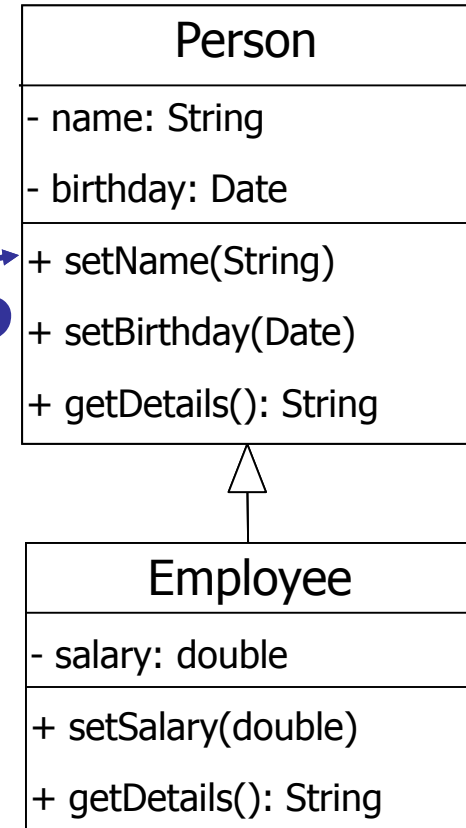 Person
- name: String
- birthday: Date
+ setName(String)
+ setBirthday(Date)
+ getDetails(): String
Employee
- salary: double
+ setSalary(double)
+ getDetails(): String